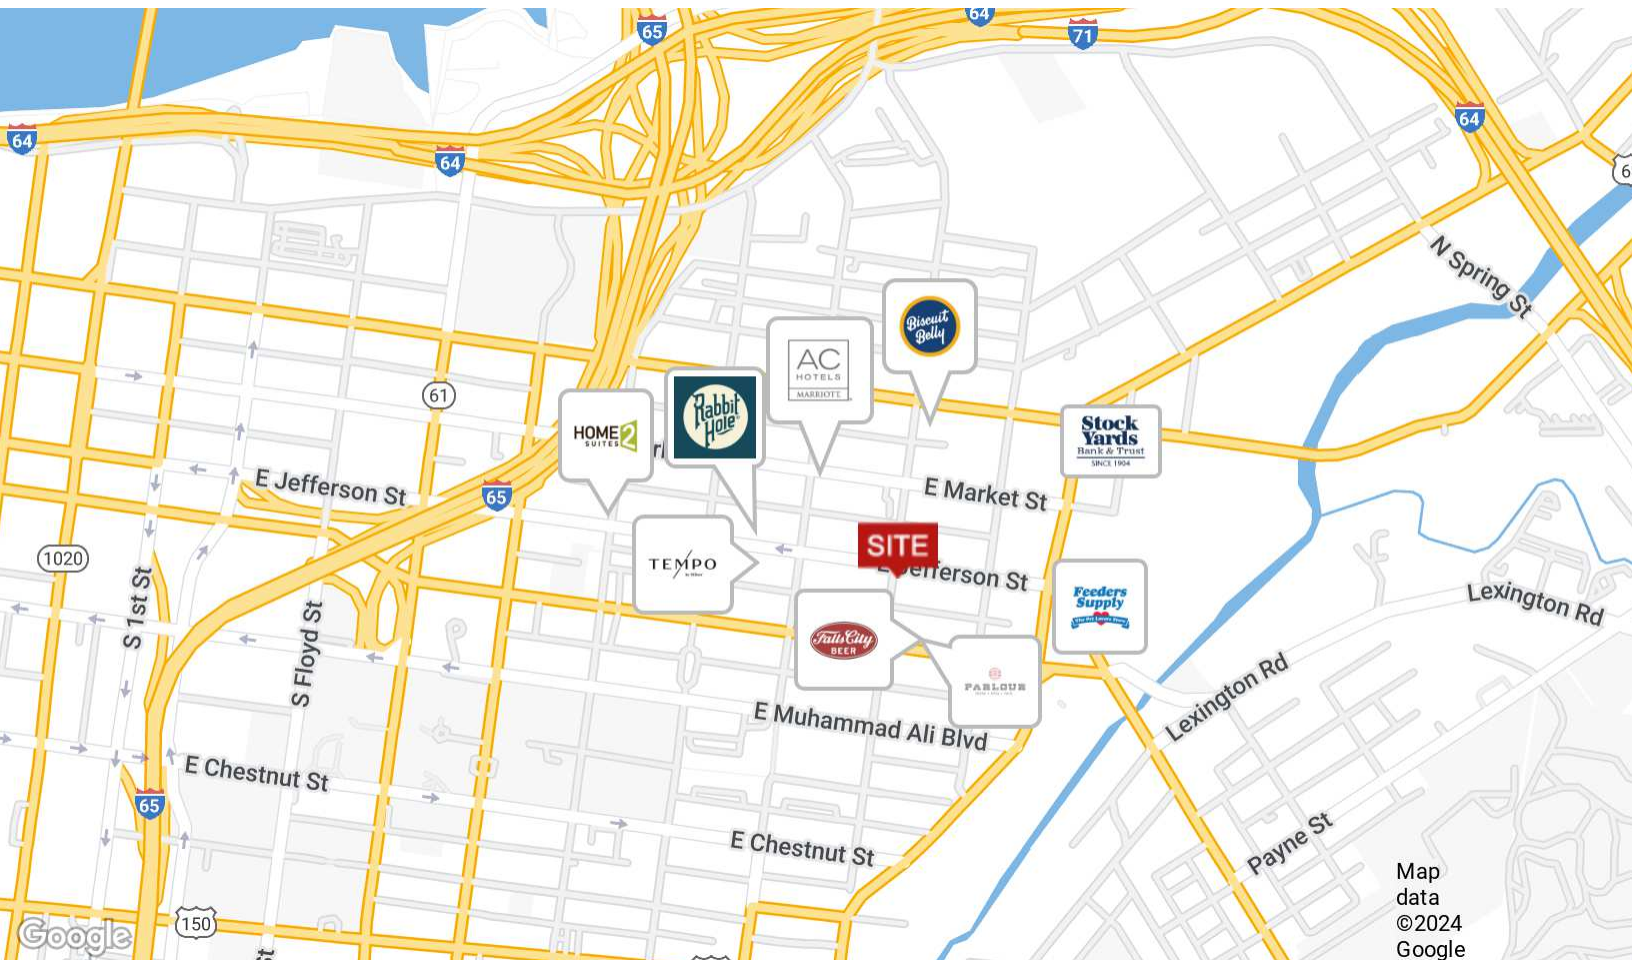 64
65
71
64
64
64
6
N Spring St
Biscuit
Belly
AC
HOTELS
MARRIOTT
61
Rabbit
Hole
HOME2
SUITES
Stock
Yards
Bank & Trust
SINCE 1904
E Jefferson St
65
E Market St
SITE
1020
TEMPO
E Jefferson St
S 1st St
Feeders
Supply
Lexington Rd
S Floyd St
Falls City
BEER
PARLOUR
Lexington Rd
E Muhammad Ali Blvd
E Chestnut St
65
E Chestnut St
Payne St
Map
data
©2024
Google
150
Google
st